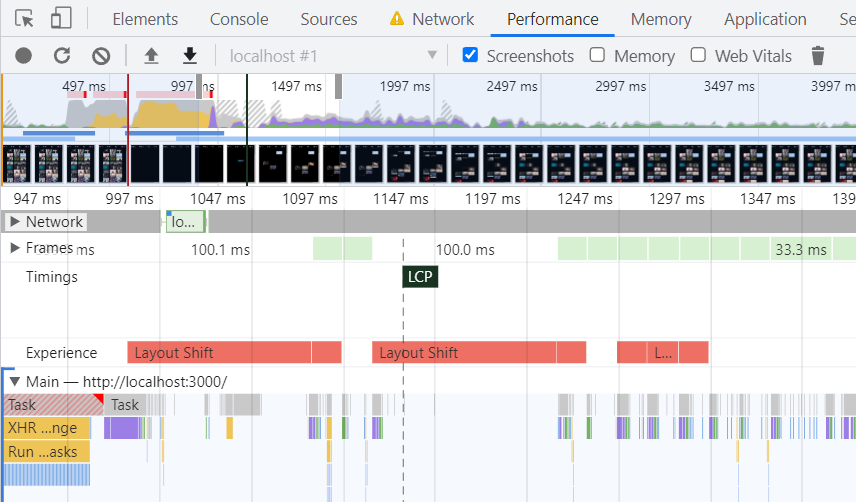 Elements Console Sources Network Performance Memory Application Se
localhost #1 Screenshots Memory Web Vitals
497 ms 997 ms 1497 ms 1997 ms 2497 ms 2997 ms 3497 ms 3997 m
947 ms 997 ms 1047 ms 1097 ms 1147 ms 1197 ms 1247 ms 1297 ms 1347 ms 139
Network lo...
Frames ms 100.1 ms 100.0 ms 33.3 ms
Timings LCP
Experience Layout Shift Layout Shift L...
Main — http://localhost:3000/
Task Task
XHR ...nge
Run ...asks